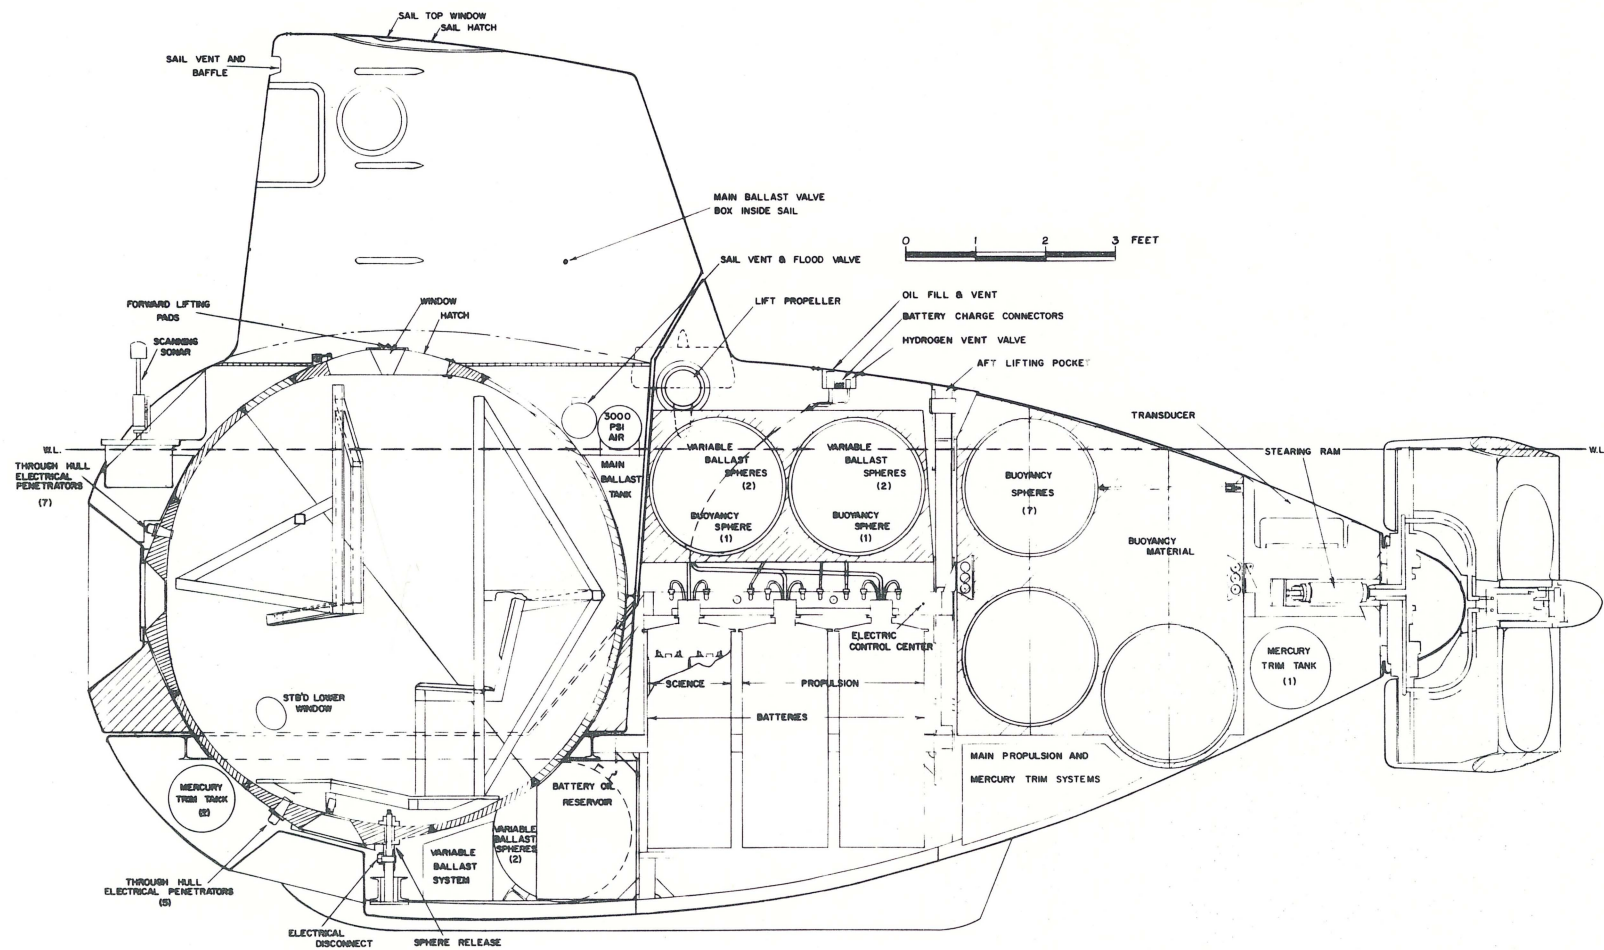 SAIL TOP WINDOW
SAIL HATCH
SAIL VENT AND
BAFFLE
MAIN BALLAST VALVE
BOX INSIDE SAIL
0 1 2 3 FEET
SAIL VENT & FLOOD VALVE
OIL FILL & VENT
LIFT PROPELLER
BATTERY CHARGE CONNECTORS
HYDROGEN VENT VALVE
AFT LIFTING POCKET
FORWARD LIFTING
PADS
WINDOW
HATCH
SCANNING
SONAR
TRANSDUCER
STEARING RAM
W.L.
W.L
3000
PSI
AIR
THROUGH HULL
ELECTRICAL
PENETRATORS
(7)
MAIN
BALLAST
TANK
VARIABLE
BALLAST
SPHERES
(2)
BUOYANCY
SPHERE
(1)
VARIABLE
BALLAST
SPHERES
(2)
BUOYANCY
SPHERE
(1)
BUOYANCY
SPHERES
(7)
BUOYANCY
MATERIAL
ELECTRIC
CONTROL CENTER
MERCURY
TRIM TANK
(1)
SCIENCE
PROPULSION
BATTERIES
STB'D LOWER
WINDOW
MAIN PROPULSION AND
MERCURY TRIM SYSTEMS
MERCURY
TRIM TANK
BATTERY OIL
RESERVOIR
VARIABLE
BALLAST
SPHERES
(2)
VARIABLE
BALLAST
SYSTEM
THROUGH HULL
ELECTRICAL PENETRATORS
(5)
ELECTRICAL
DISCONNECT
SPHERE RELEASE